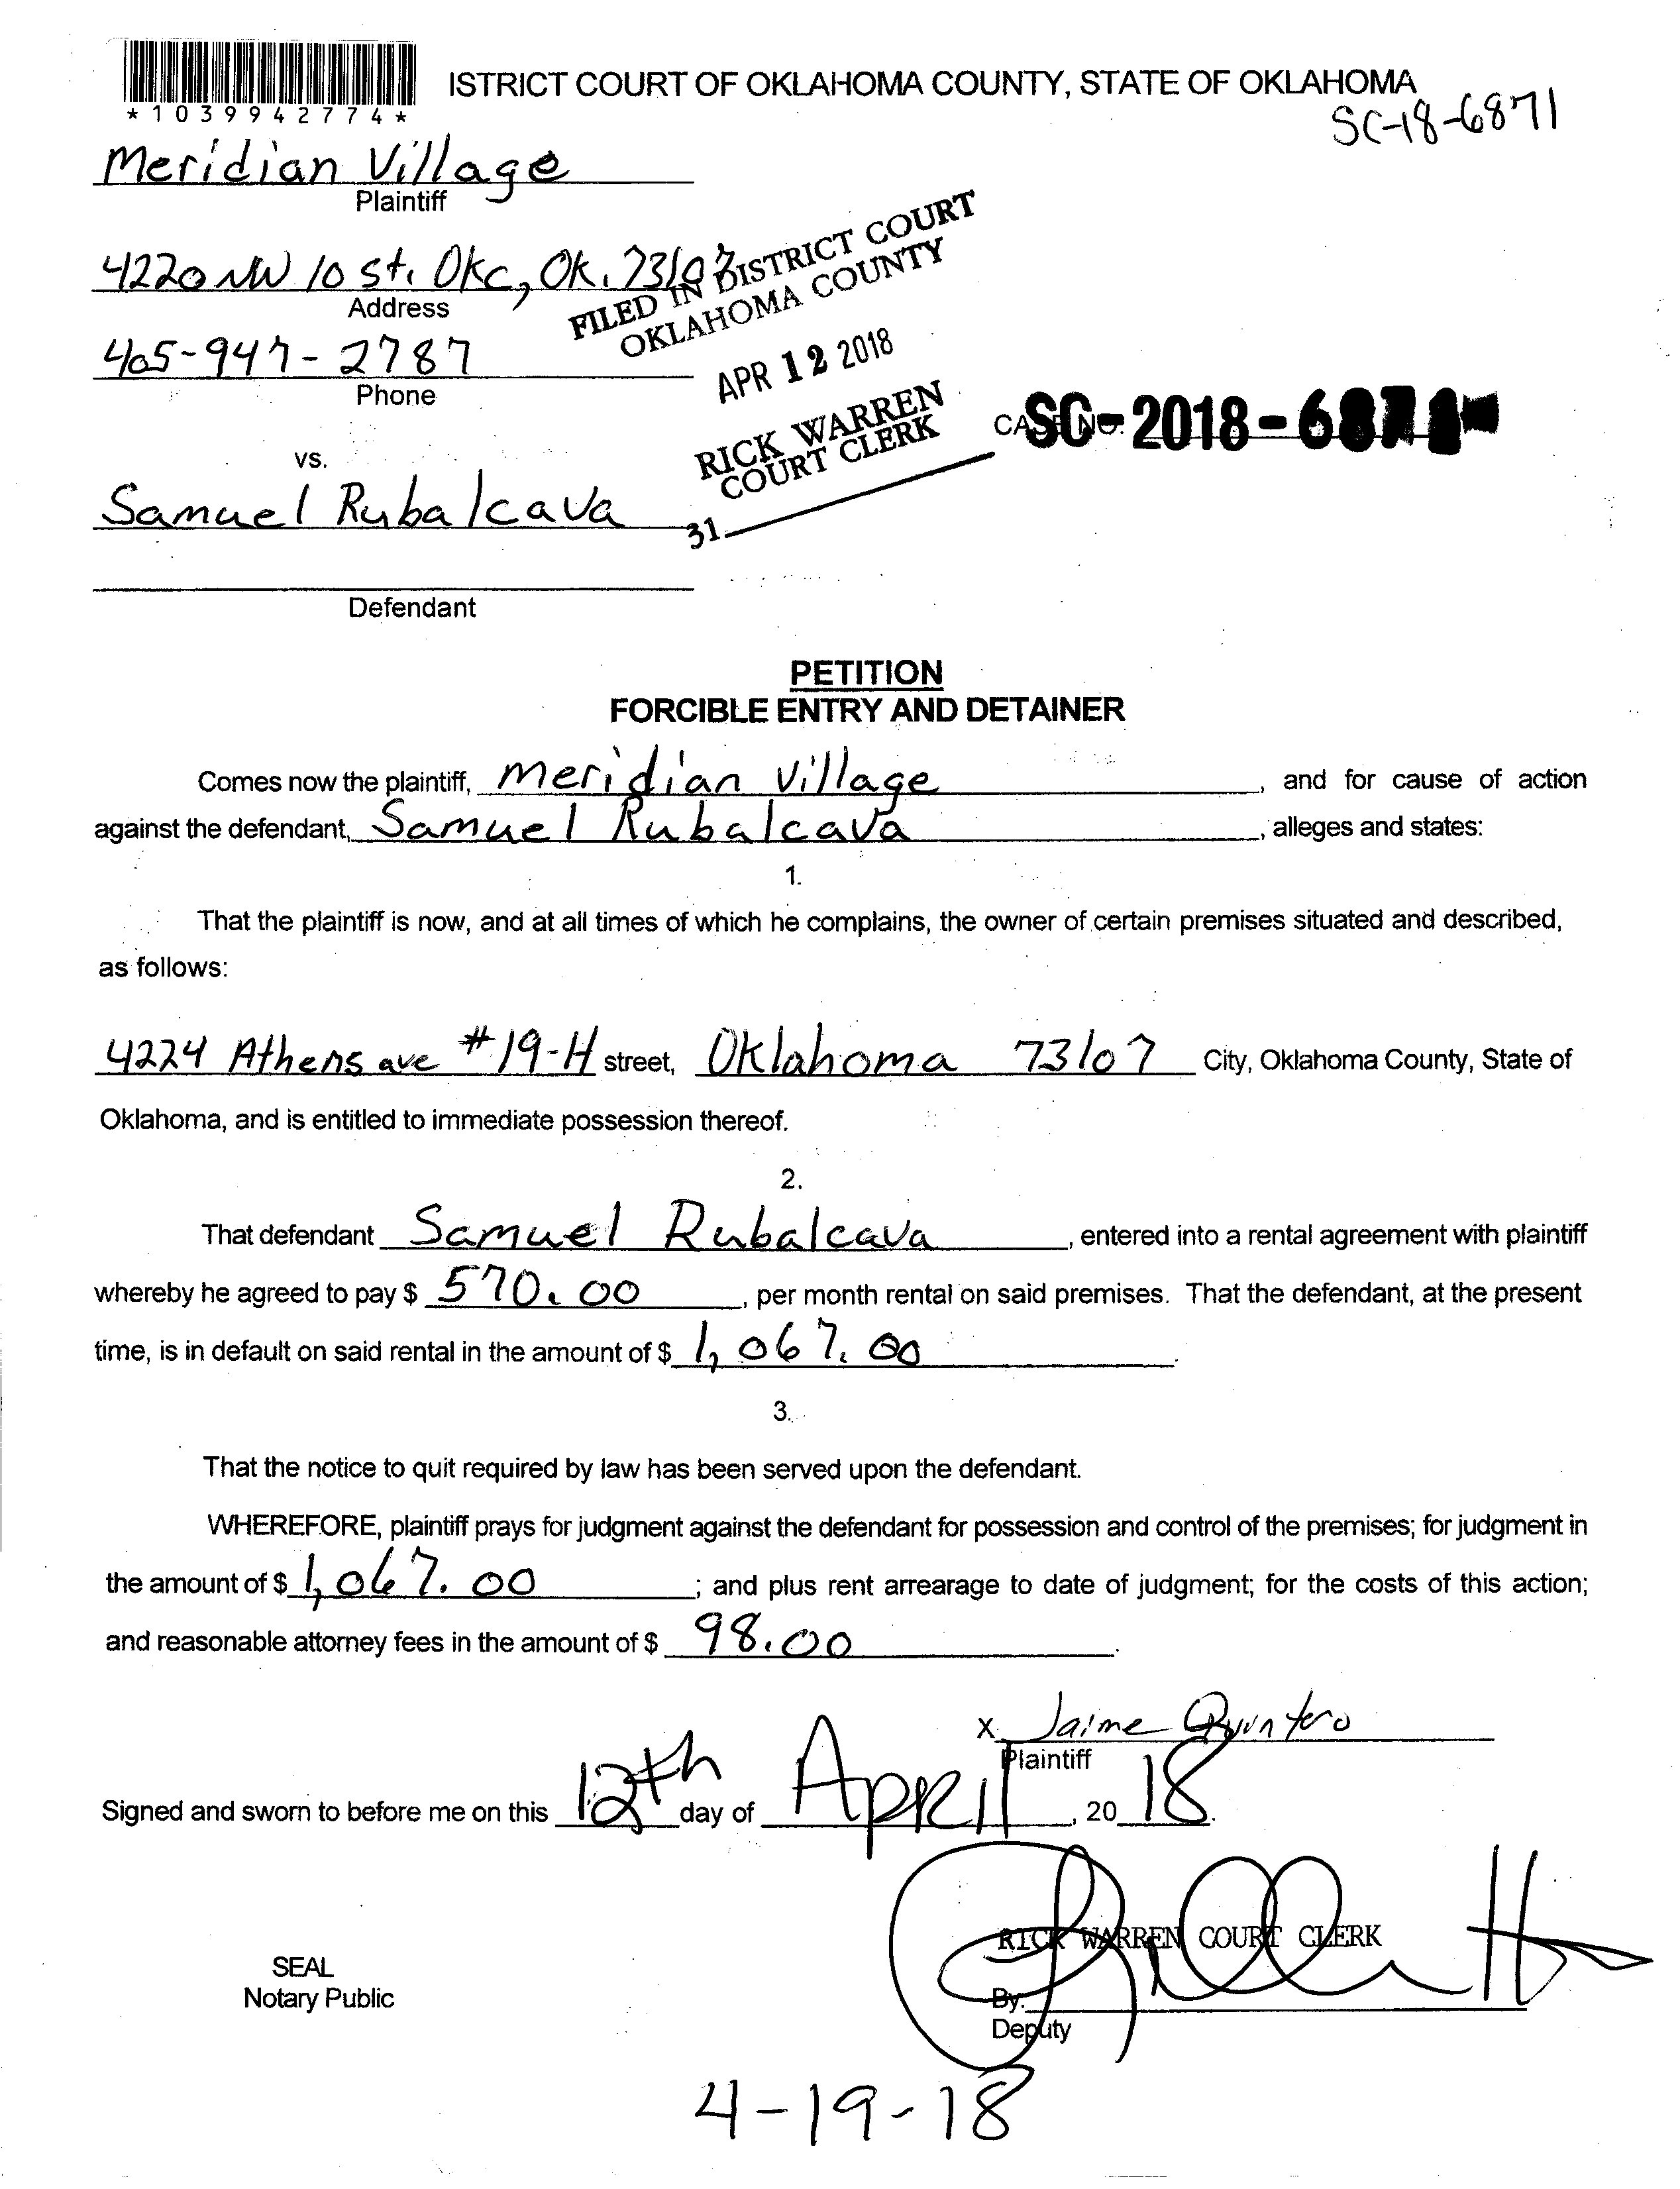 ISTRICT COURT OF OKLAHOMA COUNTY, STATE OF OKLAHOMA
*1039942774*
SC-18-6871
Meridian Village
Plaintiff
4220 NW 10 st. Okc, OK. 73107
Address
FILED IN DISTRICT COURT
OKLAHOMA COUNTY
405-947-2787
Phone
APR 12 2018
RICK WARREN
COURT CLERK
31
SC-2018-6871
vs.
Samuel Rubalcava
Defendant
PETITION
FORCIBLE ENTRY AND DETAINER
Comes now the plaintiff, Meridian Village, and for cause of action
against the defendant, Samuel Rubalcava, alleges and states:
1.
That the plaintiff is now, and at all times of which he complains, the owner of certain premises situated and described,
as follows:
4224 Athens ave #19-H street, Oklahoma 73107 City, Oklahoma County, State of
Oklahoma, and is entitled to immediate possession thereof.
2.
That defendant Samuel Rubalcava, entered into a rental agreement with plaintiff
whereby he agreed to pay $ 570.00, per month rental on said premises. That the defendant, at the present
time, is in default on said rental in the amount of $ 1,067.00.
3.
That the notice to quit required by law has been served upon the defendant.
WHEREFORE, plaintiff prays for judgment against the defendant for possession and control of the premises; for judgment in
the amount of $ 1,067.00; and plus rent arrearage to date of judgment; for the costs of this action;
and reasonable attorney fees in the amount of $ 98.00.
X Jaime Quintero
Plaintiff
Signed and sworn to before me on this 12th day of APRil, 2018.
RICK WARREN COURT CLERK
SEAL
Notary Public
By:
Deputy
4-19-18